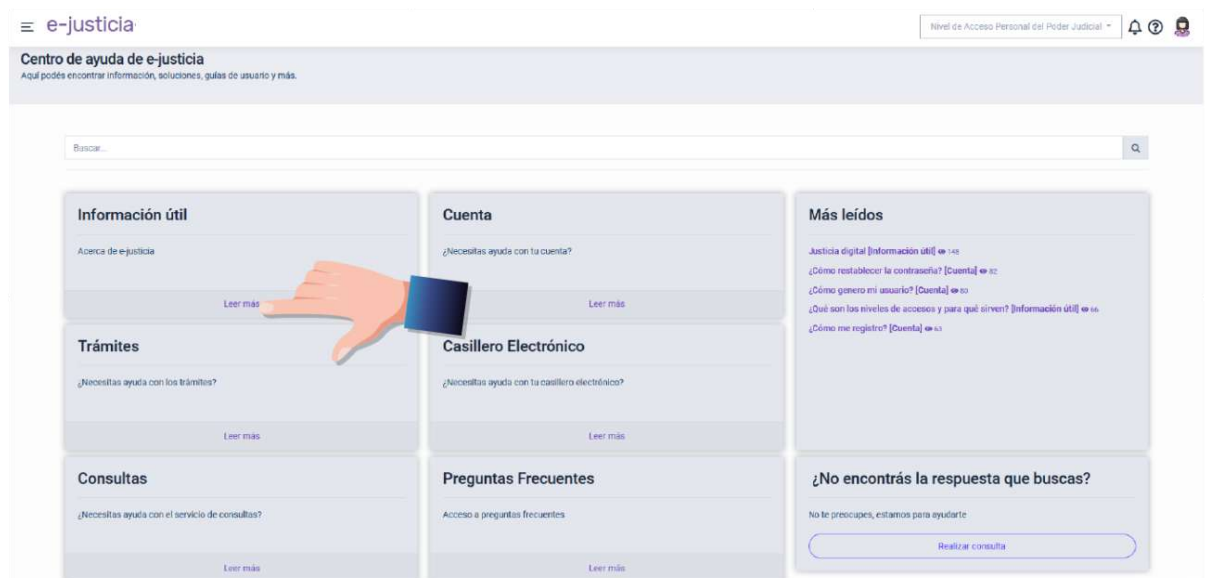 e-justicia
Nivel de Acceso Personal del Poder Judicial
Centro de ayuda de e-justicia
Aquí podés encontrar información, soluciones, guías de usuario y más.
Buscar...
Información útil
Acerca de e-justicia
Leer más
Cuenta
¿Necesitas ayuda con tu cuenta?
Leer más
Más leídos
Justicia digital [Información útil] 148
¿Cómo restablecer la contraseña? [Cuenta] 82
¿Cómo genero mi usuario? [Cuenta] 80
¿Qué son los niveles de accesos y para qué sirven? [Información útil] 66
¿Cómo me registro? [Cuenta] 63
Trámites
¿Necesitas ayuda con los trámites?
Leer más
Casillero Electrónico
¿Necesitas ayuda con tu casillero electrónico?
Leer más
Consultas
¿Necesitas ayuda con el servicio de consultas?
Leer más
Preguntas Frecuentes
Acceso a preguntas frecuentes
Leer más
¿No encontrás la respuesta que buscas?
No te preocupes, estamos para ayudarte
Realizar consulta